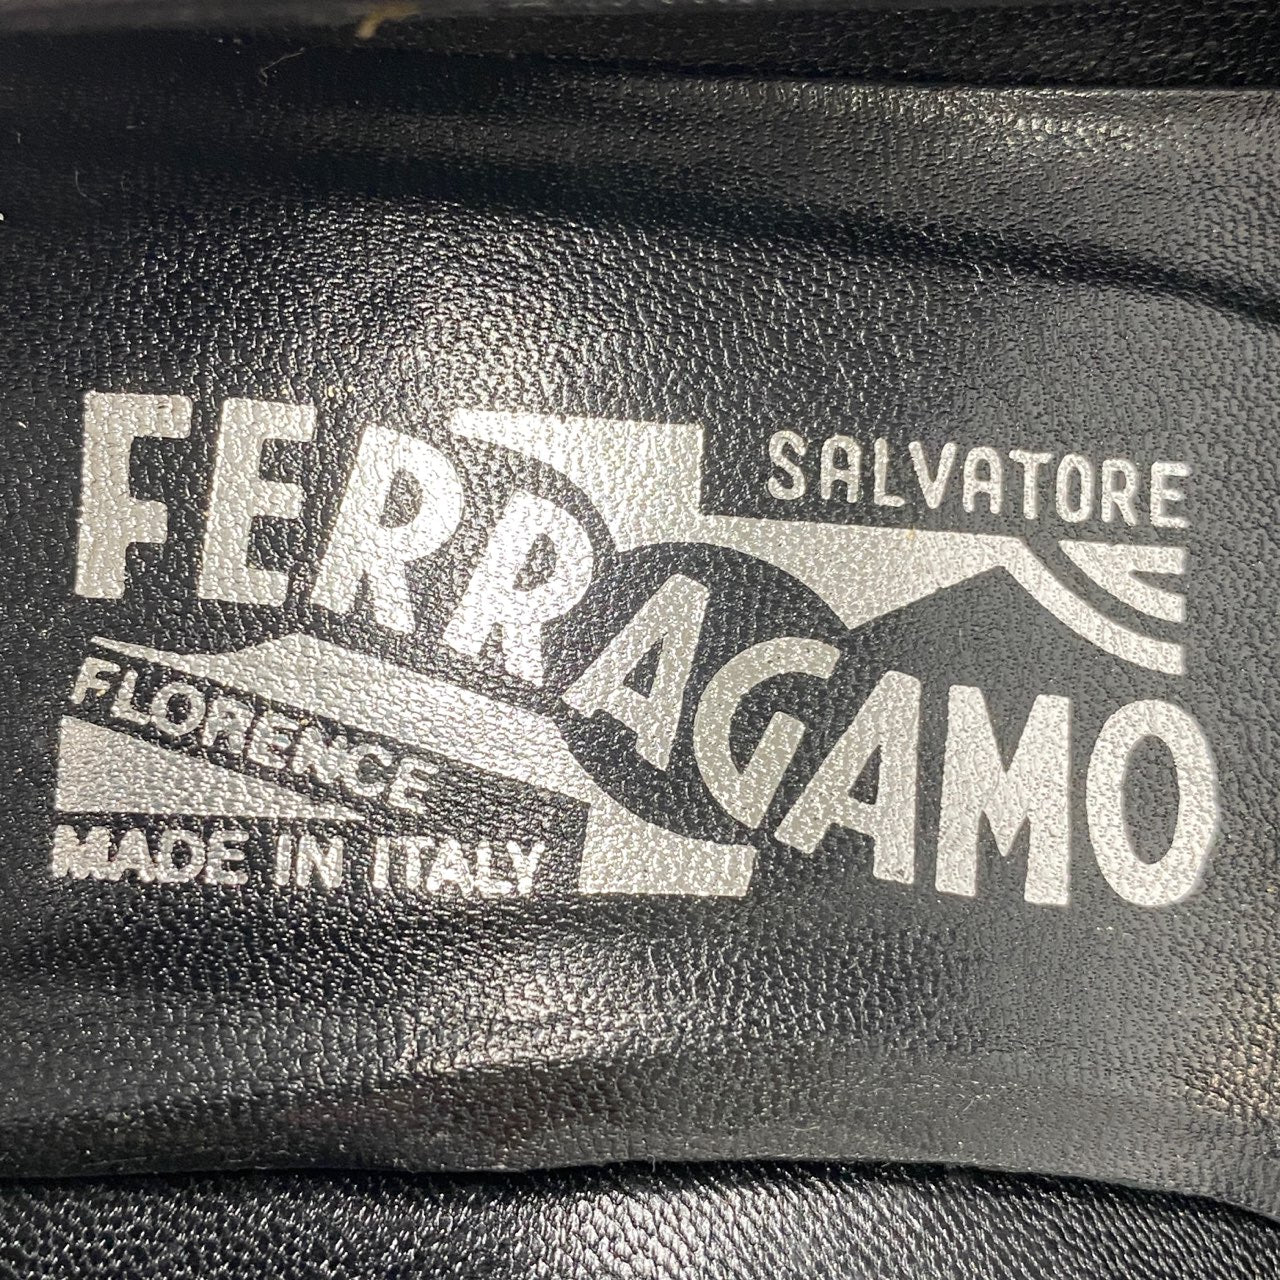 SALVATORE
FERRAGAMO
FLORENCE
MADE IN ITALY